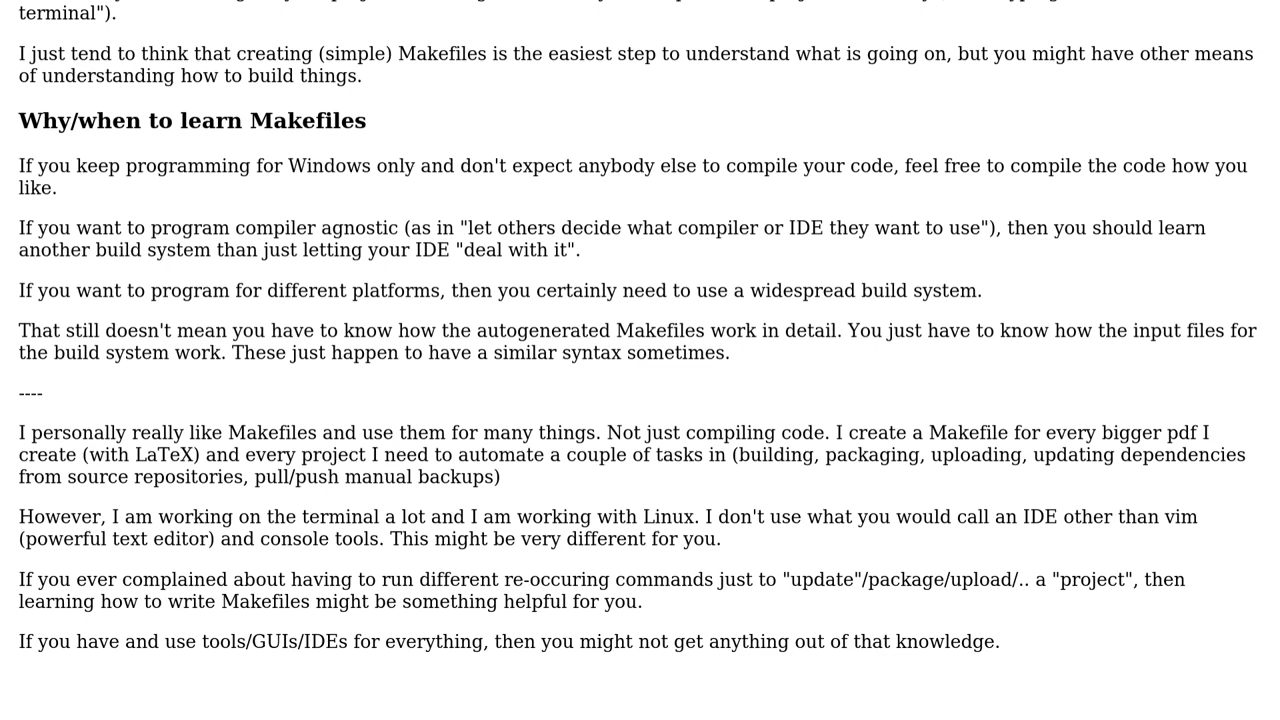 terminal").
I just tend to think that creating (simple) Makefiles is the easiest step to understand what is going on, but you might have other means
of understanding how to build things.
Why/when to learn Makefiles
If you keep programming for Windows only and don't expect anybody else to compile your code, feel free to compile the code how you
like.
If you want to program compiler agnostic (as in "let others decide what compiler or IDE they want to use"), then you should learn
another build system than just letting your IDE "deal with it".
If you want to program for different platforms, then you certainly need to use a widespread build system.
That still doesn't mean you have to know how the autogenerated Makefiles work in detail. You just have to know how the input files for
the build system work. These just happen to have a similar syntax sometimes.
----
I personally really like Makefiles and use them for many things. Not just compiling code. I create a Makefile for every bigger pdf I
create (with LaTeX) and every project I need to automate a couple of tasks in (building, packaging, uploading, updating dependencies
from source repositories, pull/push manual backups)
However, I am working on the terminal a lot and I am working with Linux. I don't use what you would call an IDE other than vim
(powerful text editor) and console tools. This might be very different for you.
If you ever complained about having to run different re-occuring commands just to "update"/package/upload/.. a "project", then
learning how to write Makefiles might be something helpful for you.
If you have and use tools/GUIs/IDEs for everything, then you might not get anything out of that knowledge.